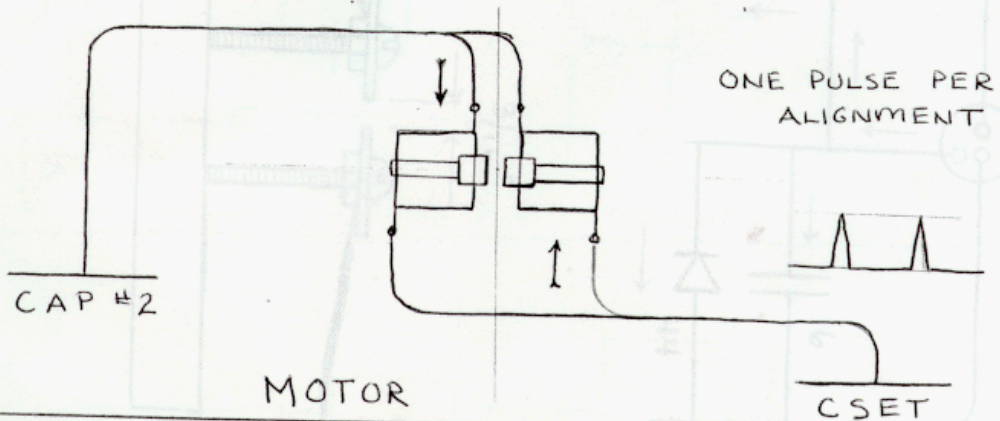 ONE PULSE PER
ALIGNMENT
CAP #2
MOTOR
CSET